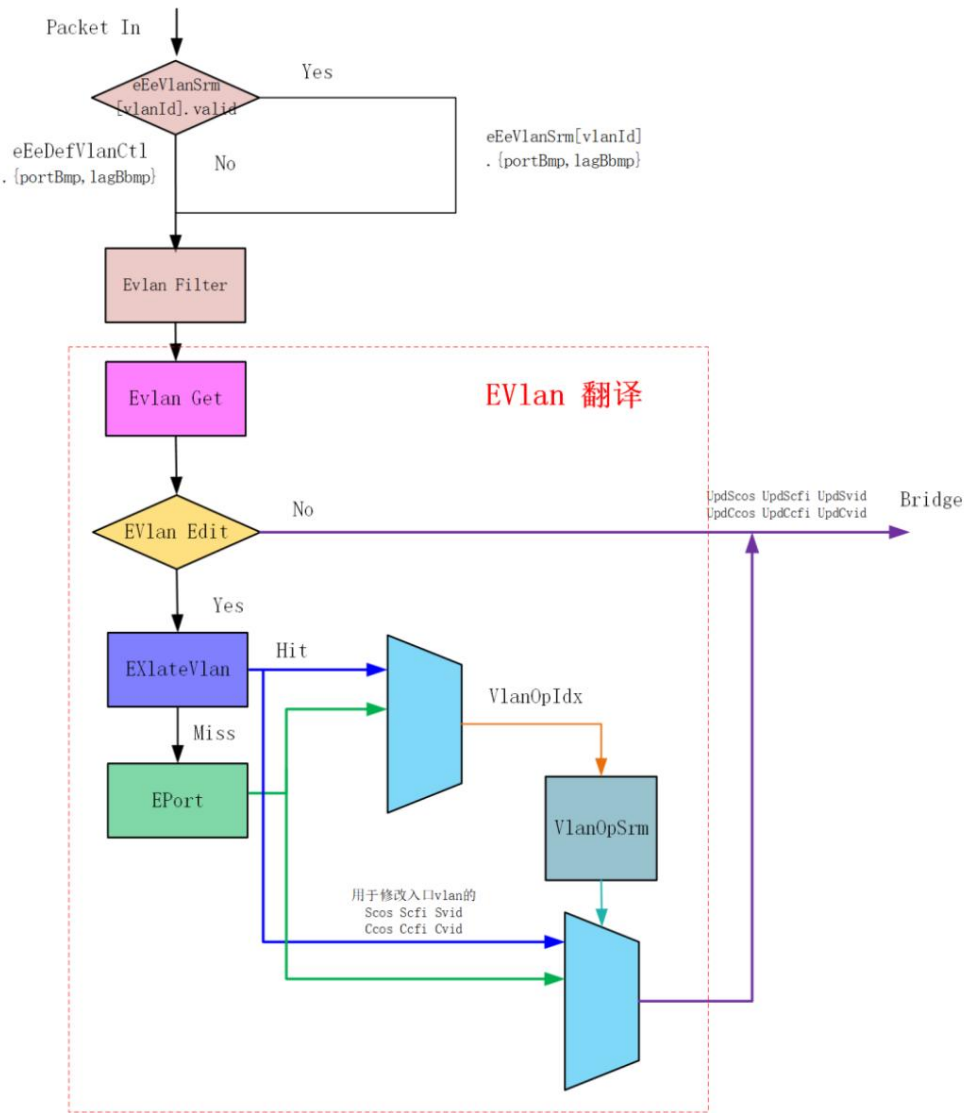 Packet In
eEeVlanSrm
[vlanId].valid
Yes
eEeVlanSrm[vlanId]
.{portBmp,lagBbmp}
eEeDefVlanCtl
.{portBmp,lagBbmp}
No
Evlan Filter
Evlan Get
EVlan 翻译
EVlan Edit
No
UpdScos UpdScfi UpdSvid
UpdCcos UpdCcfi UpdCvid
Bridge
Yes
EXlateVlan
Hit
VlanOpIdx
Miss
EPort
VlanOpSrm
用于修改入口vlan的
Scos Scfi Svid
Ccos Ccfi Cvid